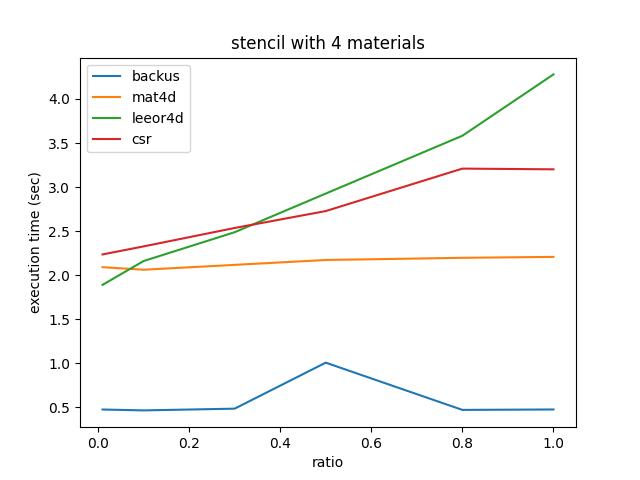 stencil with 4 materials
backus
mat4d
leeor4d
csr
execution time (sec)
4.0
3.5
3.0
2.5
2.0
1.5
1.0
0.5
0.0 0.2 0.4 0.6 0.8 1.0
ratio